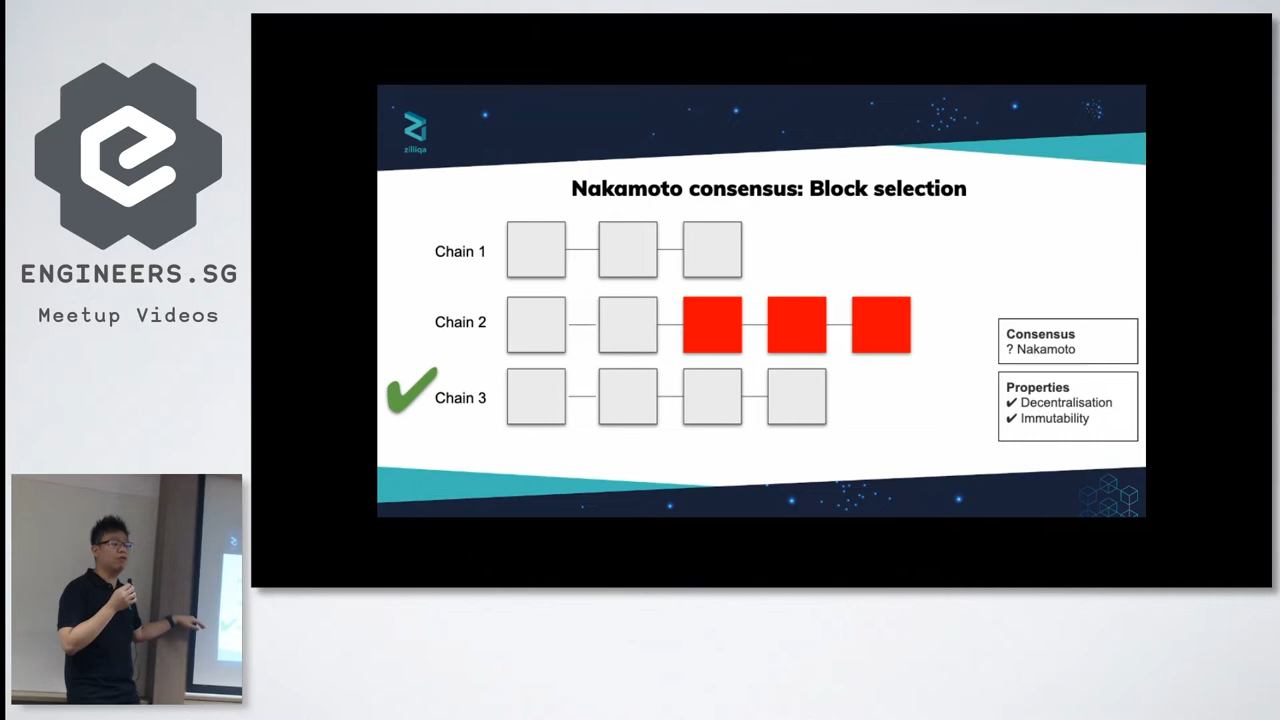 ENGINEERS.SG
Meetup Videos
zilliqa
Nakamoto consensus: Block selection
Chain 1
Chain 2
Chain 3
Consensus
? Nakamoto
Properties
✔ Decentralisation
✔ Immutability